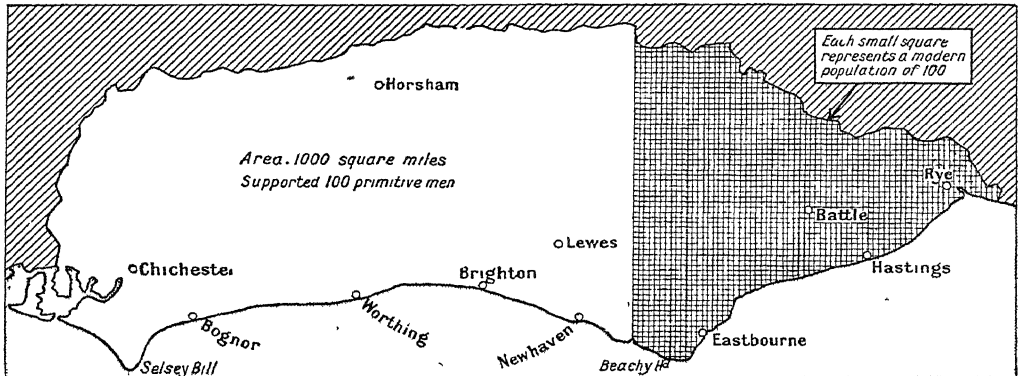 Each small square
represents a modern
population of 100
Horsham
Area. 1000 square miles
Supported 100 primitive men
Rye
Battle
Lewes
Chichester
Brighton
Hastings
Worthing
Bognor
Newhaven
Eastbourne
Selsey Bill
Beachy Hd